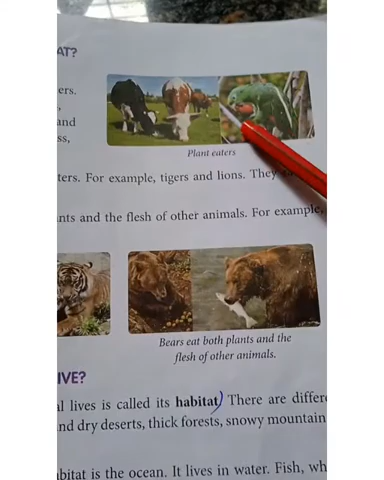 AT?
ers.
and
ss,
Plant eaters
ters. For example, tigers and lions. They
nts and the flesh of other animals. For example,
Bears eat both plants and the
flesh of other animals.
IVE?
al lives is called its habitat) There are differ
nd dry deserts, thick forests, snowy mountain
bitat is the ocean. It lives in water. Fish, wh